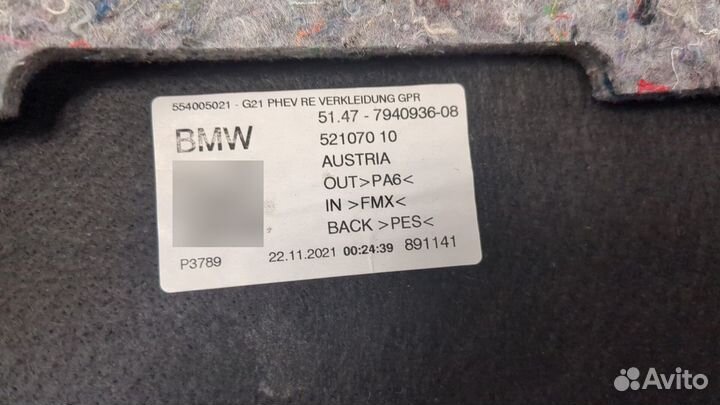 554005021 - G21 PHEV RE VERKLEIDUNG GPR
BMW
51.47 - 7940936-08
521070 10
AUSTRIA
OUT>PA6<
IN >FMX<
BACK >PES<
P3789
22.11.2021 00:24:39 891141
Avito